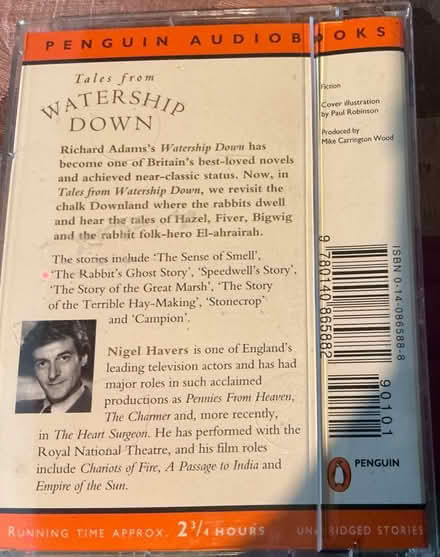 PENGUIN AUDIOBOOKS
Tales from
WATERSHIP
DOWN
Richard Adams's Watership Down has
become one of Britain's best-loved novels
and achieved near-classic status. Now, in
Tales from Watership Down, we revisit the
chalk Downland where the rabbits dwell
and hear the tales of Hazel, Fiver, Bigwig
and the rabbit folk-hero El-ahrairah.
The stories include 'The Sense of Smell',
'The Rabbit's Ghost Story', 'Speedwell's Story',
'The Story of the Great Marsh', 'The Story
of the Terrible Hay-Making', 'Stonecrop'
and 'Campion'.
Nigel Havers is one of England's
leading television actors and has had
major roles in such acclaimed
productions as Pennies From Heaven,
The Charmer and, more recently,
in The Heart Surgeon. He has performed with the
Royal National Theatre, and his film roles
include Chariots of Fire, A Passage to India and
Empire of the Sun.
RUNNING TIME APPROX. 2 3/4 HOURS
UNABRIDGED STORIES
Fiction
Cover illustration
by Paul Robinson
Produced by
Mike Carrington Wood
ISBN 0-14-086588-8
9 780140 865882
90101
PENGUIN